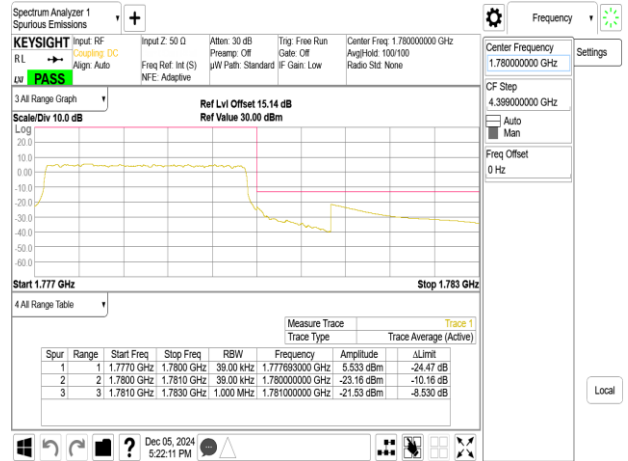 Spectrum Analyzer 1
Spurious Emissions
Frequency
Settings
KEYSIGHT
RL
LXI
PASS
Input: RF
Coupling: DC
Align: Auto
Input Z: 50 Ω
Freq Ref: Int (S)
NFE: Adaptive
Atten: 30 dB
Preamp: Off
µW Path: Standard
Trig: Free Run
Gate: Off
IF Gain: Low
Center Freq: 1.780000000 GHz
Avg|Hold: 100/100
Radio Std: None
Center Frequency
1.780000000 GHz
CF Step
4.399000000 GHz
Auto
Man
Freq Offset
0 Hz
Local
3 All Range Graph
Scale/Div 10.0 dB
Ref Lvl Offset 15.14 dB
Ref Value 30.00 dBm
Log
20.0
10.0
0.00
-10.0
-20.0
-30.0
-40.0
-50.0
-60.0
Start 1.777 GHz
Stop 1.783 GHz
4 All Range Table
Measure Trace Trace 1
Trace Type Trace Average (Active)
Spur Range Start Freq Stop Freq RBW Frequency Amplitude ΔLimit
1 1 1.7770 GHz 1.7800 GHz 39.00 kHz 1.777693000 GHz 5.533 dBm -24.47 dB
2 2 1.7800 GHz 1.7810 GHz 39.00 kHz 1.780000000 GHz -23.16 dBm -10.16 dB
3 3 1.7810 GHz 1.7830 GHz 1.000 MHz 1.781000000 GHz -21.53 dBm -8.530 dB
Dec 05, 2024
5:22:11 PM